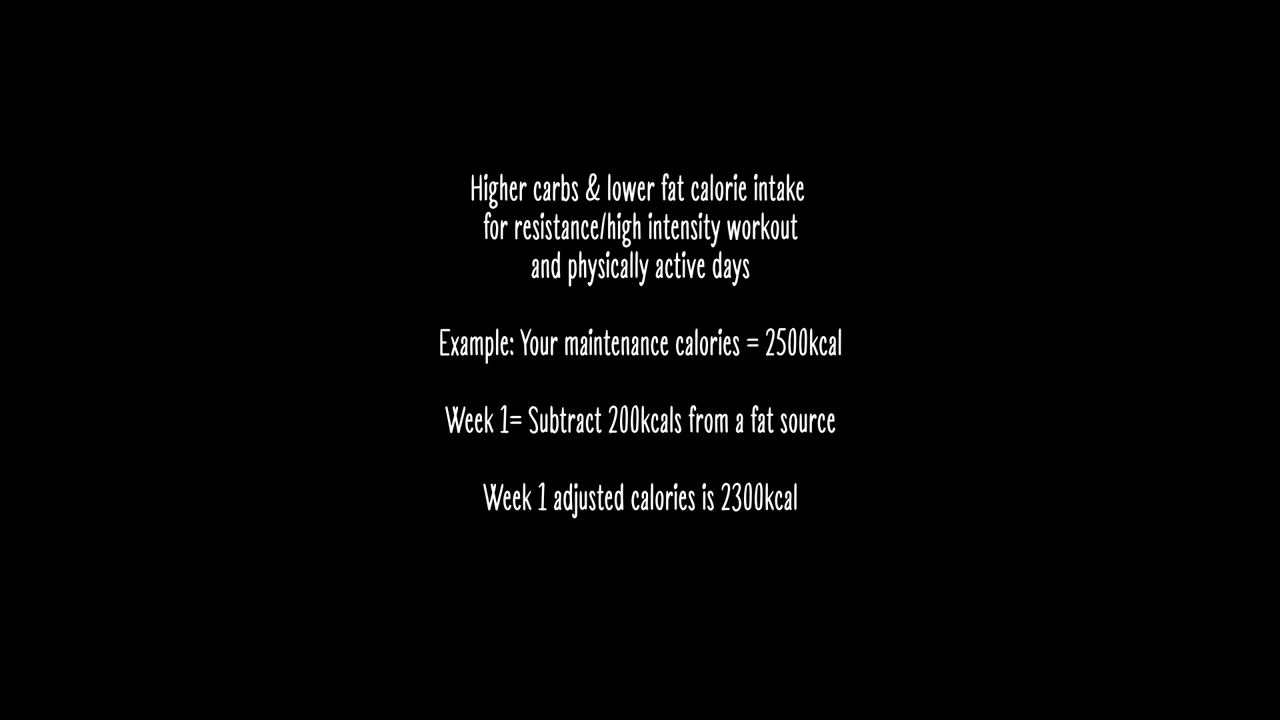 Higher carbs & lower fat calorie intake
for resistance/high intensity workout
and physically active days
Example: Your maintenance calories = 2500kcal
Week 1= Subtract 200kcals from a fat source
Week 1 adjusted calories is 2300kcal